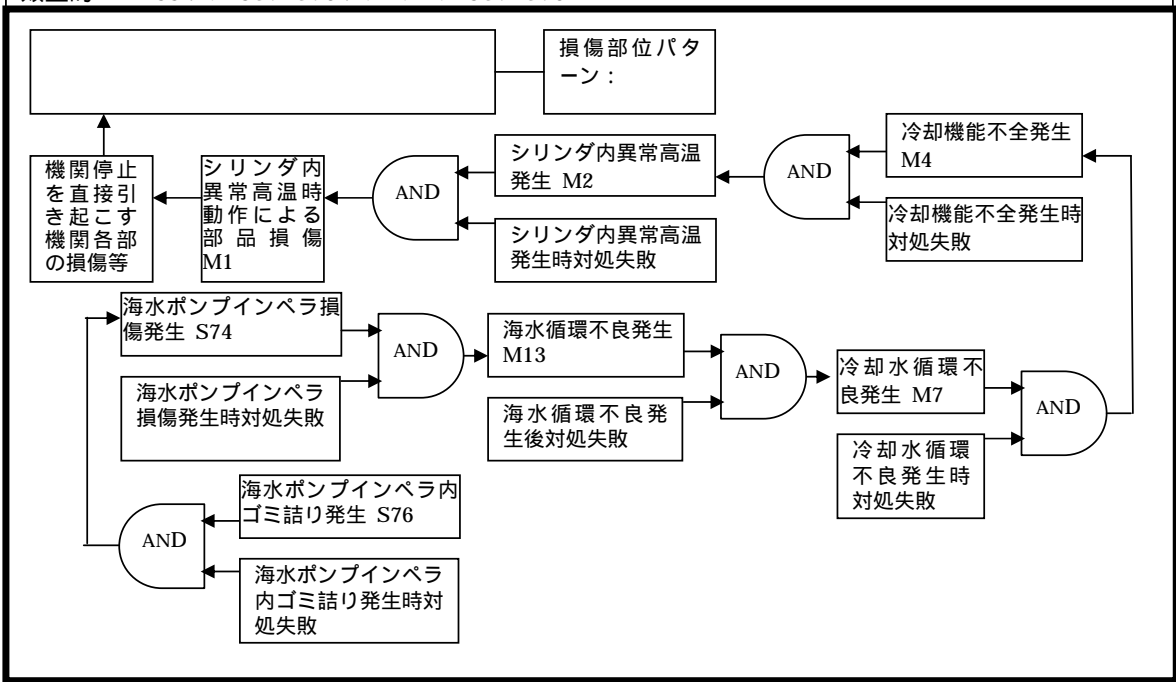 損傷部位パタ
ーン：
冷却機能不全発生
M4
シリンダ内異常高温
発生 M2
AND
AND
機関停止
を直接引
き起こす
機関各部
の損傷等
シリンダ内
異常高温時
動作による
部品損傷
M1
シリンダ内異常高温
発生時対処失敗
冷却機能不全発生時
対処失敗
海水ポンプインペラ損
傷発生 S74
AND
海水循環不良発生
M13
AND
冷却水循環不
良発生 M7
AND
海水ポンプインペラ
損傷発生時対処失敗
海水循環不良発
生後対処失敗
冷却水循環
不良発生時
対処失敗
海水ポンプインペラ内
ゴミ詰り発生 S76
AND
海水ポンプインペラ
内ゴミ詰り発生時対
処失敗